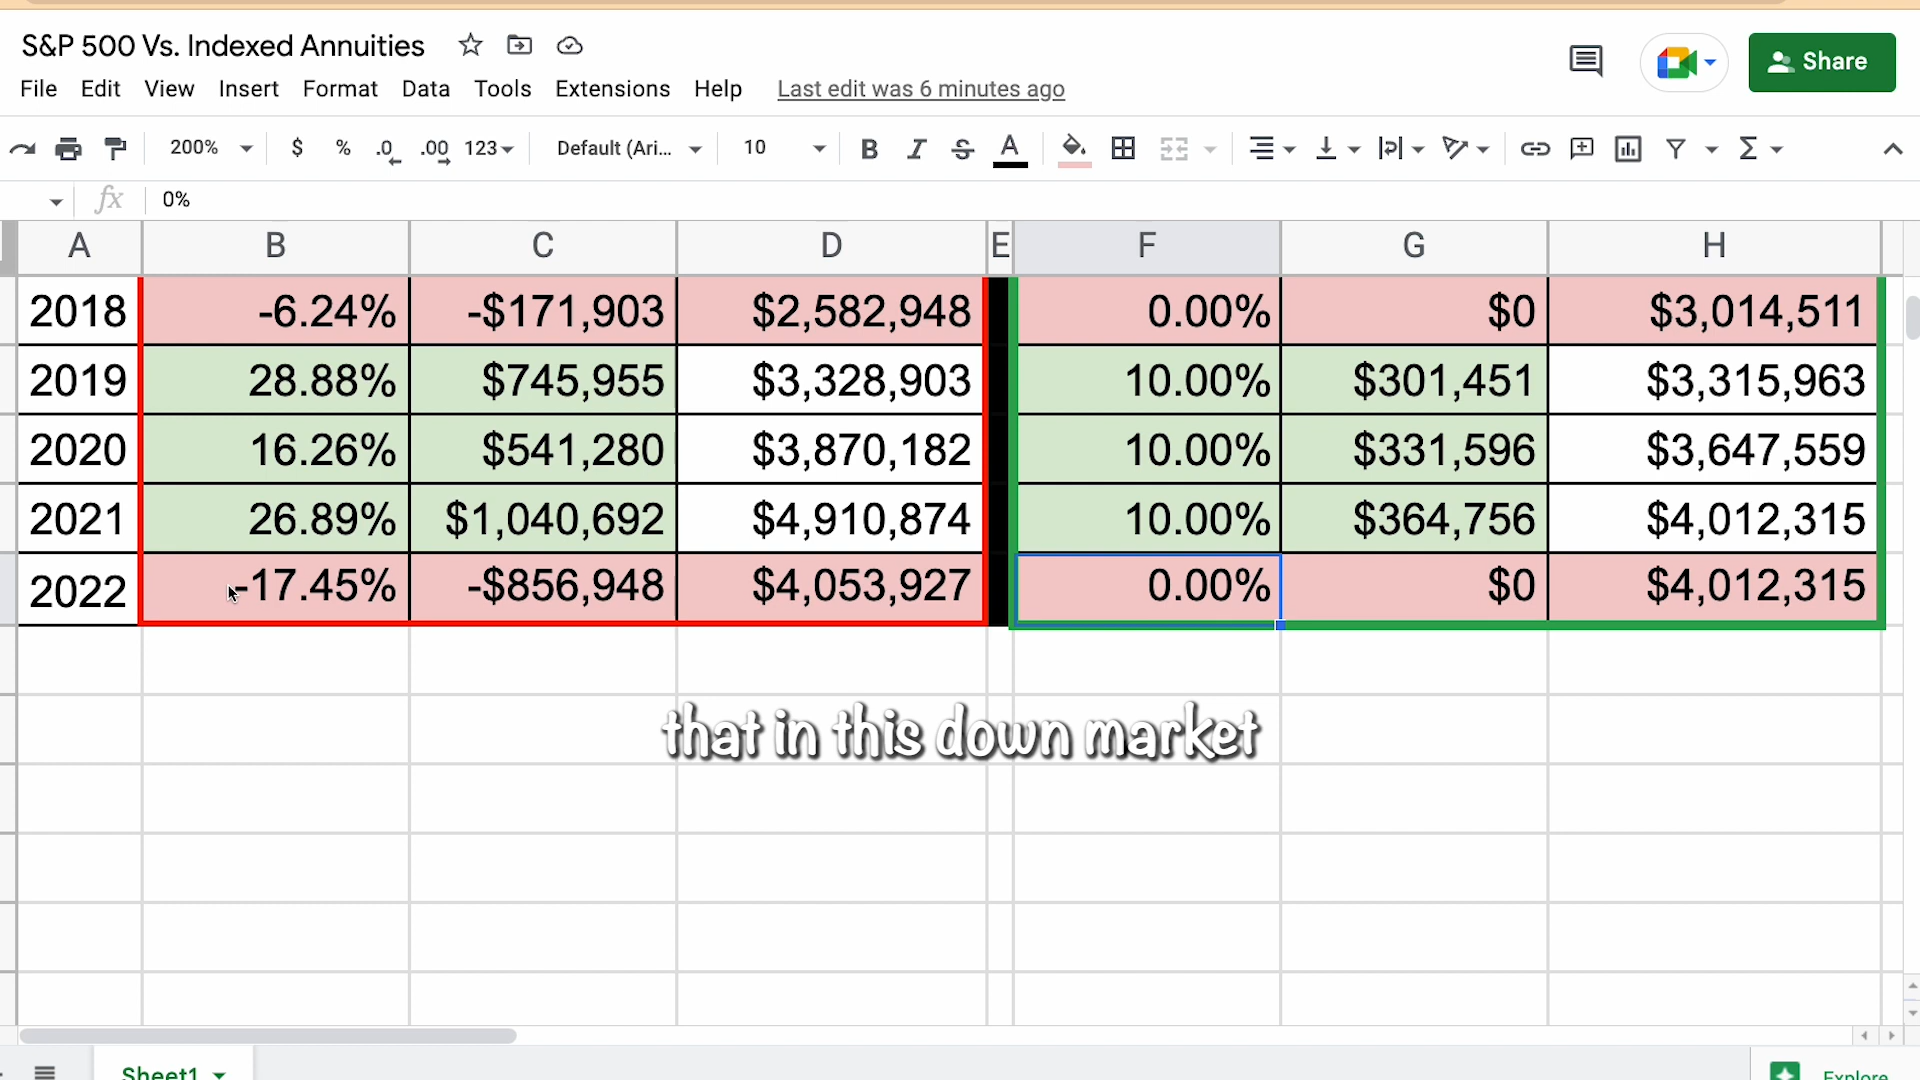 S&P 500 Vs. Indexed Annuities
Share
File Edit View Insert Format Data Tools Extensions Help Last edit was 6 minutes ago
200% $ % .0 .00 123 Default (Ari... 10 B I S A
fx 0%
A B C D E F G H
2018 -6.24% -$171,903 $2,582,948 0.00% $0 $3,014,511
2019 28.88% $745,955 $3,328,903 10.00% $301,451 $3,315,963
2020 16.26% $541,280 $3,870,182 10.00% $331,596 $3,647,559
2021 26.89% $1,040,692 $4,910,874 10.00% $364,756 $4,012,315
2022 -17.45% -$856,948 $4,053,927 0.00% $0 $4,012,315
that in this down market
Sheet1 Explore